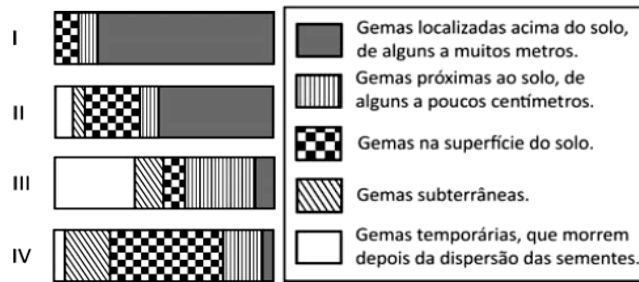 I
II
III
IV
Gemas localizadas acima do solo,
de alguns a muitos metros.
Gemas próximas ao solo, de
alguns a poucos centímetros.
Gemas na superfície do solo.
Gemas subterrâneas.
Gemas temporárias, que morrem
depois da dispersão das sementes.